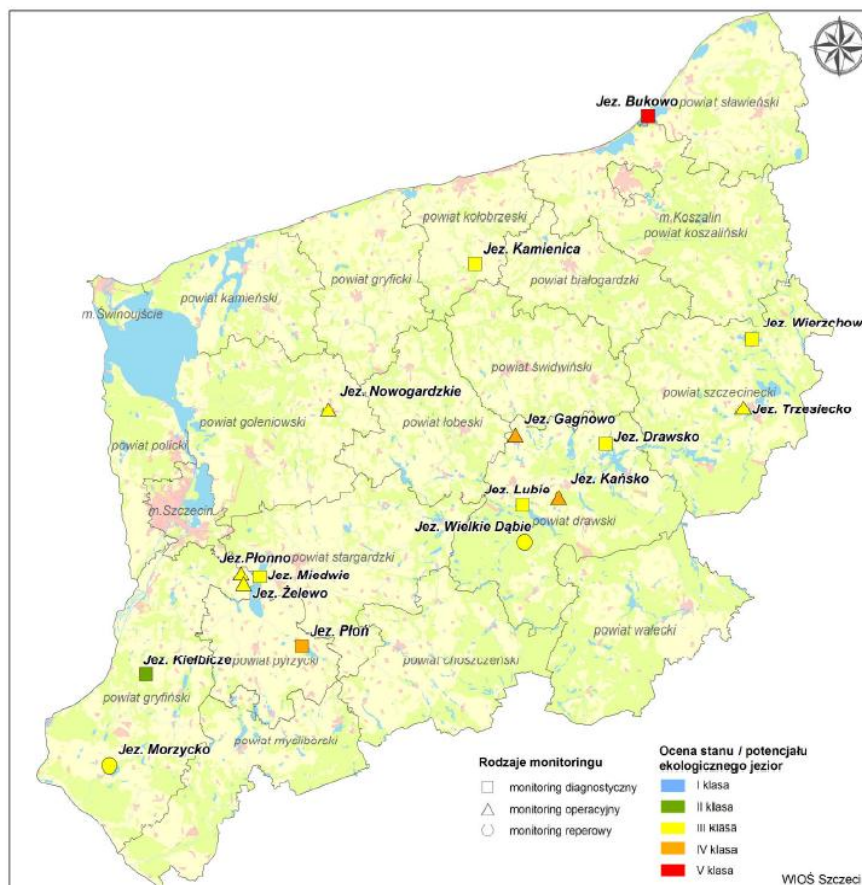 Jez. Bukowo
powiat sławieński
m.Koszalin
powiat koszaliński
powiat kołobrzeski
Jez. Kamienica
powiat gryficki
powiat białogardzki
powiat kamieński
m.Świnoujście
Jez. Wierzchow
powiat świdwiński
powiat szczecinecki
Jez. Trzesiecko
Jez. Nowogardzkie
powiat goleniowski
powiat łobeski
Jez. Gągnowo
Jez. Drawsko
powiat policki
Jez. Kańsko
Jez. Lubie
m.Szczecin
Jez. Wielkie Dąbie
powiat drawski
Jez.Płonno
powiat stargardzki
Jez. Miedwie
Jez. Żelewo
Jez. Płoń
powiat wałecki
Jez. Kiełbicze
powiat pyrzycki
powiat choszczeński
powiat gryfiński
powiat myśliborski
Jez. Morzycko
Rodzaje monitoringu
monitoring diagnostyczny
monitoring operacyjny
monitoring reperowy
Ocena stanu / potencjału
ekologicznego jezior
I klasa
II klasa
III klasa
IV klasa
V klasa
WIOŚ Szczeci